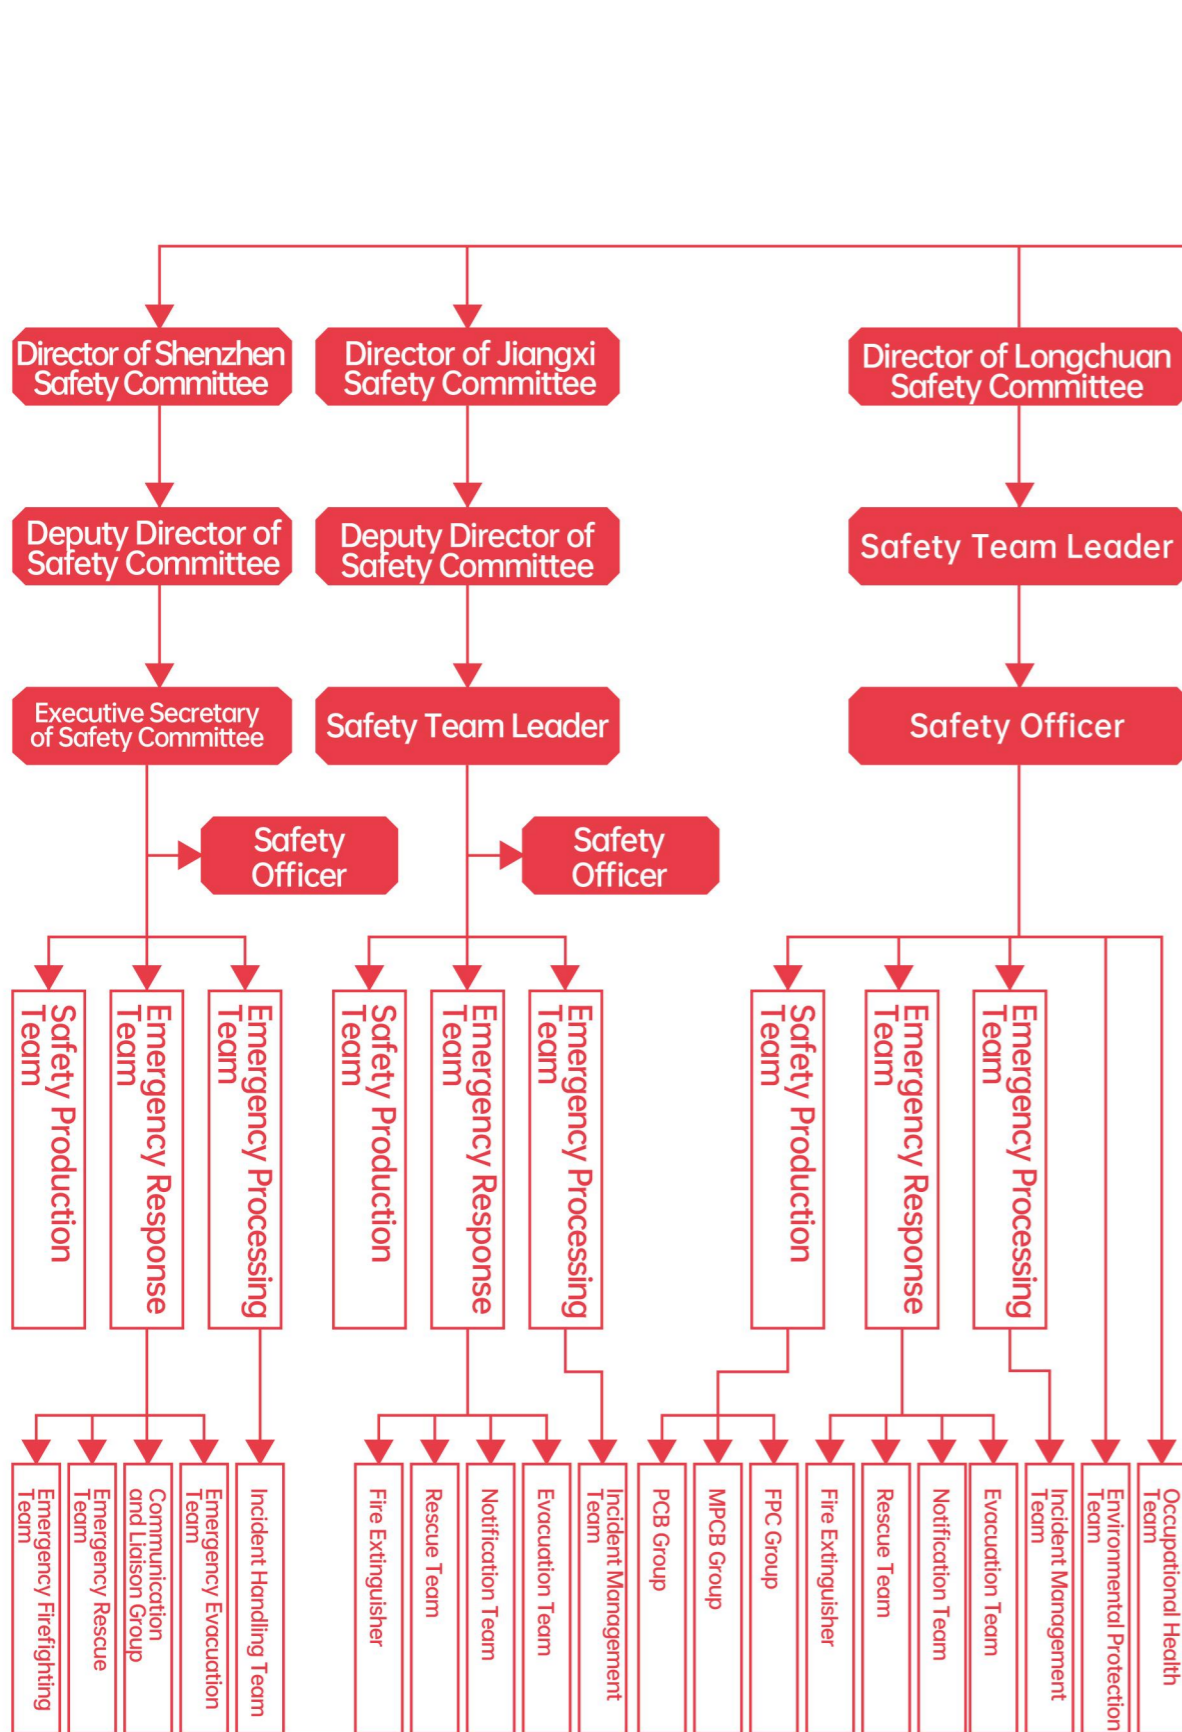 Director of Shenzhen
Safety Committee
Director of Jiangxi
Safety Committee
Director of Longchuan
Safety Committee
Deputy Director of
Safety Committee
Deputy Director of
Safety Committee
Safety Team Leader
Executive Secretary
of Safety Committee
Safety Team Leader
Safety Officer
Safety
Officer
Safety
Officer
Safety Production
Team
Emergency Response
Team
Emergency Processing
Team
Safety Production
Team
Emergency Response
Team
Emergency Processing
Team
Safety Production
Team
Emergency Response
Team
Emergency Processing
Team
Emergency Firefighting
Team
Emergency Rescue
Team
Communication
and Liaison Group
Emergency Evacuation
Team
Incident Handling Team
Fire Extinguisher
Rescue Team
Notification Team
Evacuation Team
Incident Management
Team
PCB Group
MPCB Group
FPC Group
Fire Extinguisher
Rescue Team
Notification Team
Evacuation Team
Incident Management
Team
Environmental Protection
Team
Occupational Health
Team